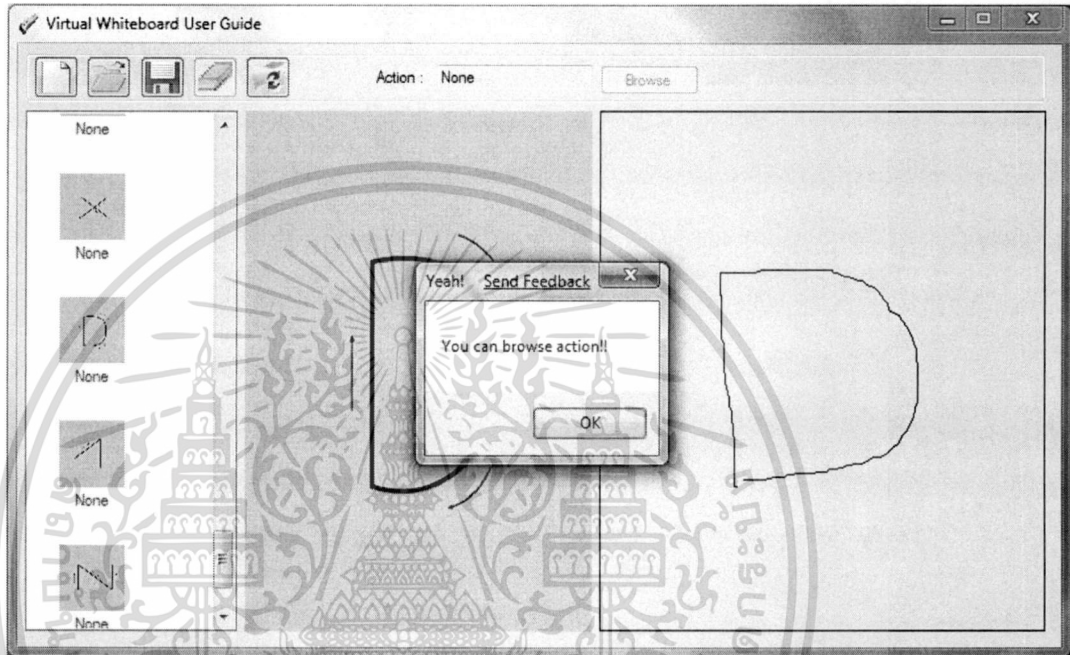 Virtual Whiteboard User Guide
Action : None
Browse
None
None
None
None
None
Yeah! Send Feedback
You can browse action!!
OK